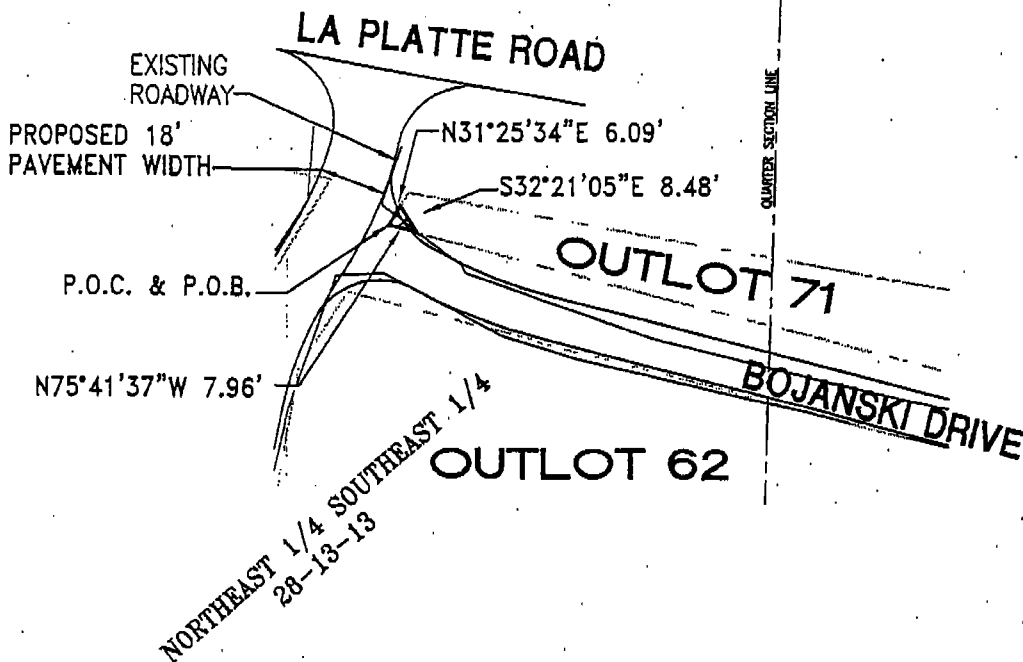 LA PLATTE ROAD
EXISTING
ROADWAY
PROPOSED 18'
PAVEMENT WIDTH
N31°25'34"E 6.09'
S32°21'05"E 8.48'
QUARTER SECTION LINE
P.O.C. & P.O.B.
OUTLOT 71
N75°41'37"W 7.96'
BOJANSKI DRIVE
OUTLOT 62
NORTHEAST 1/4 SOUTHEAST 1/4
28-13-13